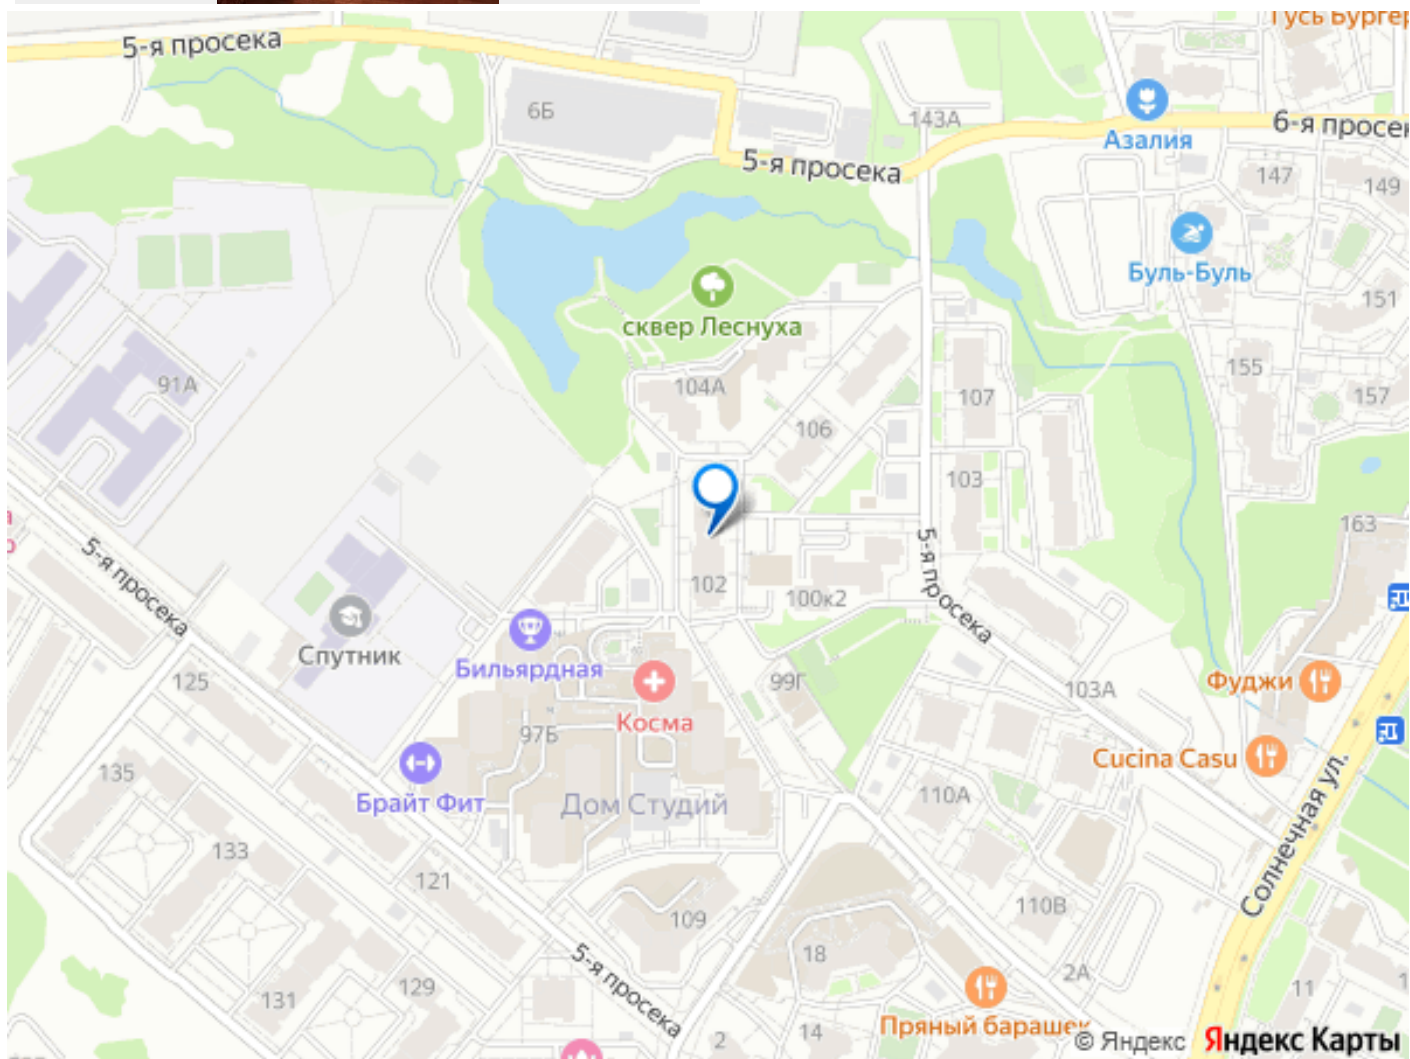 Гусь Бургер
5-я просека
6Б
143А
Азалия
6-я просек
5-я просека
147
149
Буль-Буль
151
сквер Леснуха
104А
107
155
157
91А
106
103
163
5-я просека
5-я просека
102
100к2
Спутник
Бильярдная
125
99Г
103А
Фуджи
Косма
97Б
Cucina Casu
135
Брайт Фит
Дом Студий
110А
Солнечная ул.
133
121
109
110В
18
5-я просека
2А
131
129
11
2
14
Пряный барашек
© Яндекс Яндекс Карты